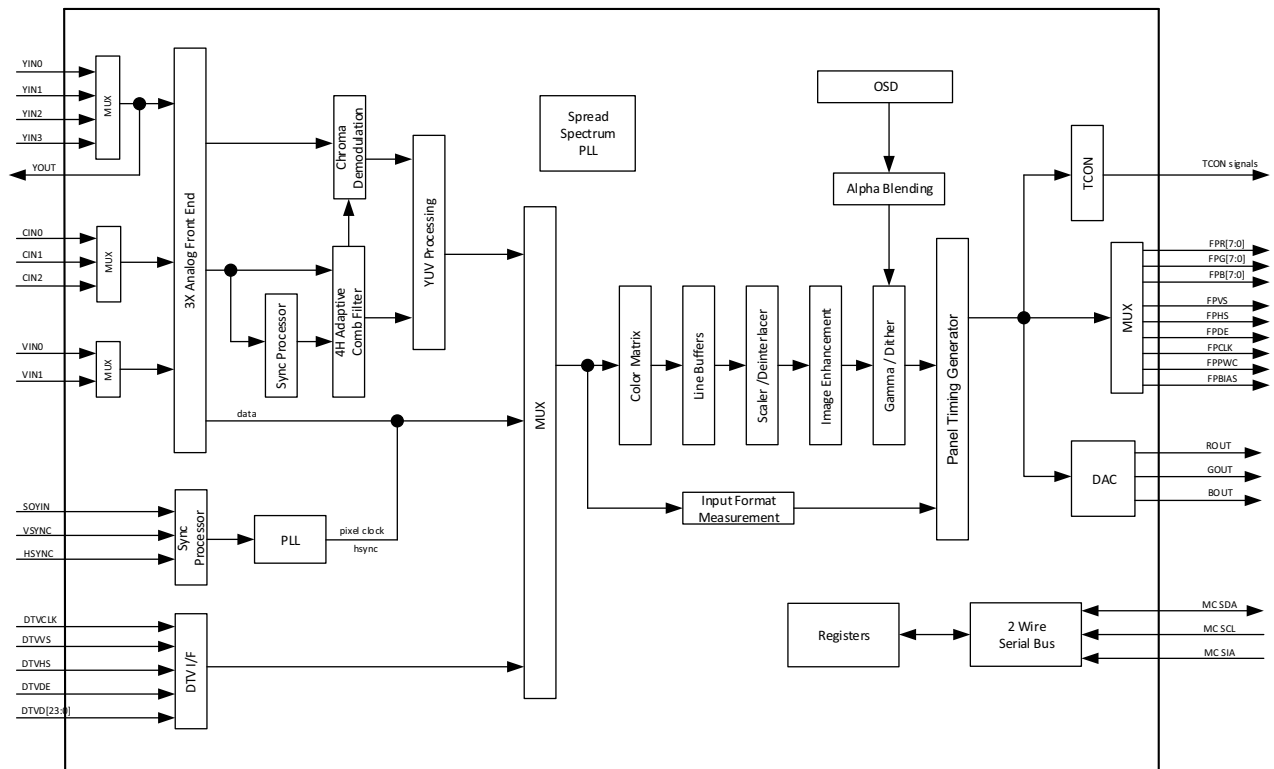 YIN0
YIN1
YIN2
YIN3
MUX
YOUT
CIN0
CIN1
CIN2
MUX
VIN0
VIN1
MUX
3X Analog Front End
Chroma
Demodulation
4H Adaptive
Comb Filter
Sync Processor
YUV Processing
data
SOYIN
VSYNC
HSYNC
Sync
Processor
PLL
pixel clock
hsync
DTVCLK
DTVVS
DTVHS
DTVDE
DTVD[23:0]
DTV I/F
MUX
Spread
Spectrum
PLL
OSD
Alpha Blending
Color Matrix
Line Buffers
Scaler /Deinterlacer
Image Enhancement
Gamma / Dither
Input Format
Measurement
Panel Timing Generator
TCON
TCON signals
MUX
FPR[7:0]
FPG[7:0]
FPB[7:0]
FPVS
FPHS
FPDE
FPCLK
FPPWC
FPBIAS
DAC
ROUT
GOUT
BOUT
Registers
2 Wire
Serial Bus
MC SDA
MC SCL
MC SIA